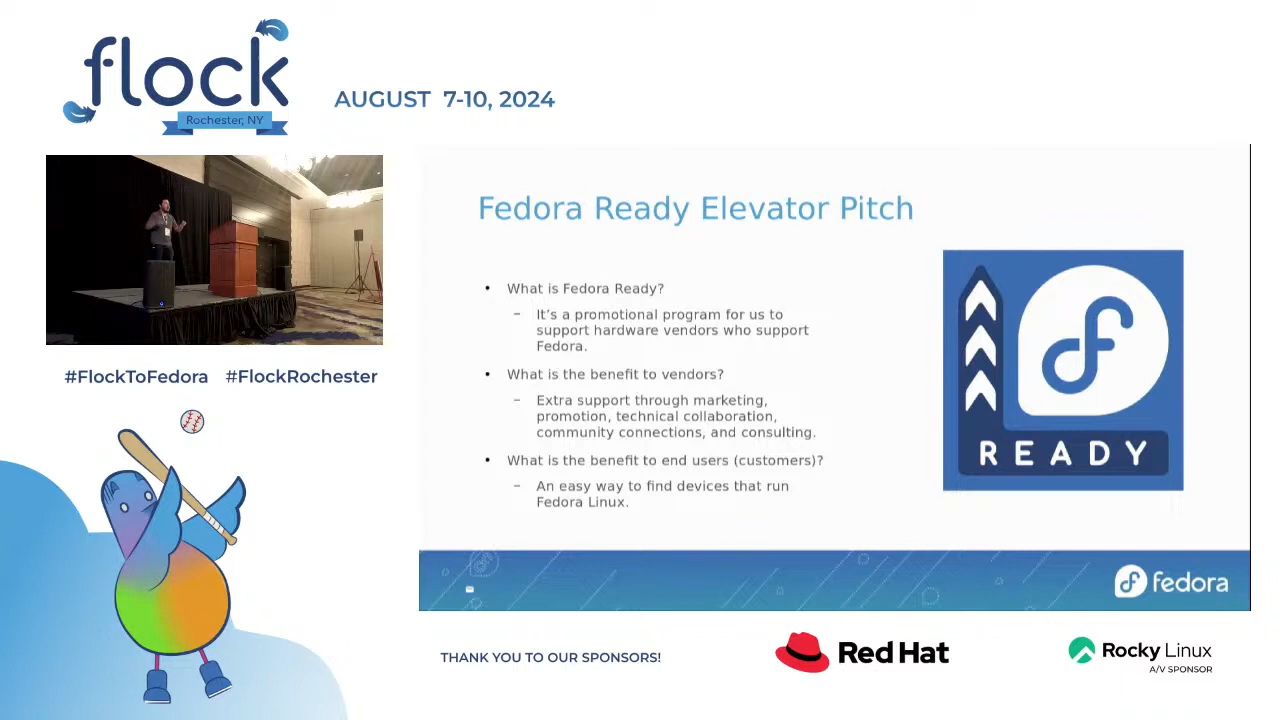 flock
Rochester, NY
AUGUST 7-10, 2024
#FlockToFedora #FlockRochester
Fedora Ready Elevator Pitch
• What is Fedora Ready?
– It’s a promotional program for us to
support hardware vendors who support
Fedora.
• What is the benefit to vendors?
– Extra support through marketing,
promotion, technical collaboration,
community connections, and consulting.
• What is the benefit to end users (customers)?
– An easy way to find devices that run
Fedora Linux.
READY
fedora
THANK YOU TO OUR SPONSORS!
Red Hat
Rocky Linux
A/V SPONSOR